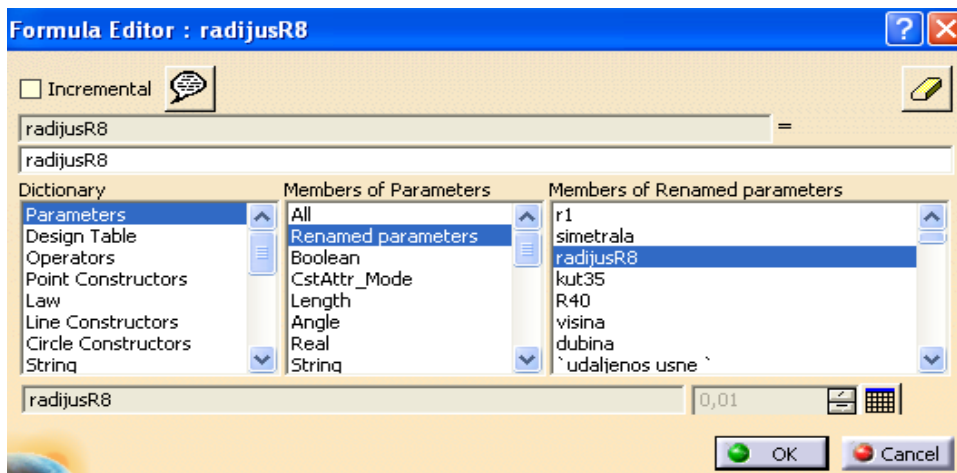 Formula Editor : radijusR8
Incremental
radijusR8 =
radijusR8
Dictionary Members of Parameters Members of Renamed parameters
Parameters All r1
Design Table Renamed parameters simetrala
Operators Boolean radijusR8
Point Constructors CstAttr_Mode kut35
Law Length R40
Line Constructors Angle visina
Circle Constructors Real dubina
String String `udaljenos usne `
radijusR8 0,01
OK Cancel